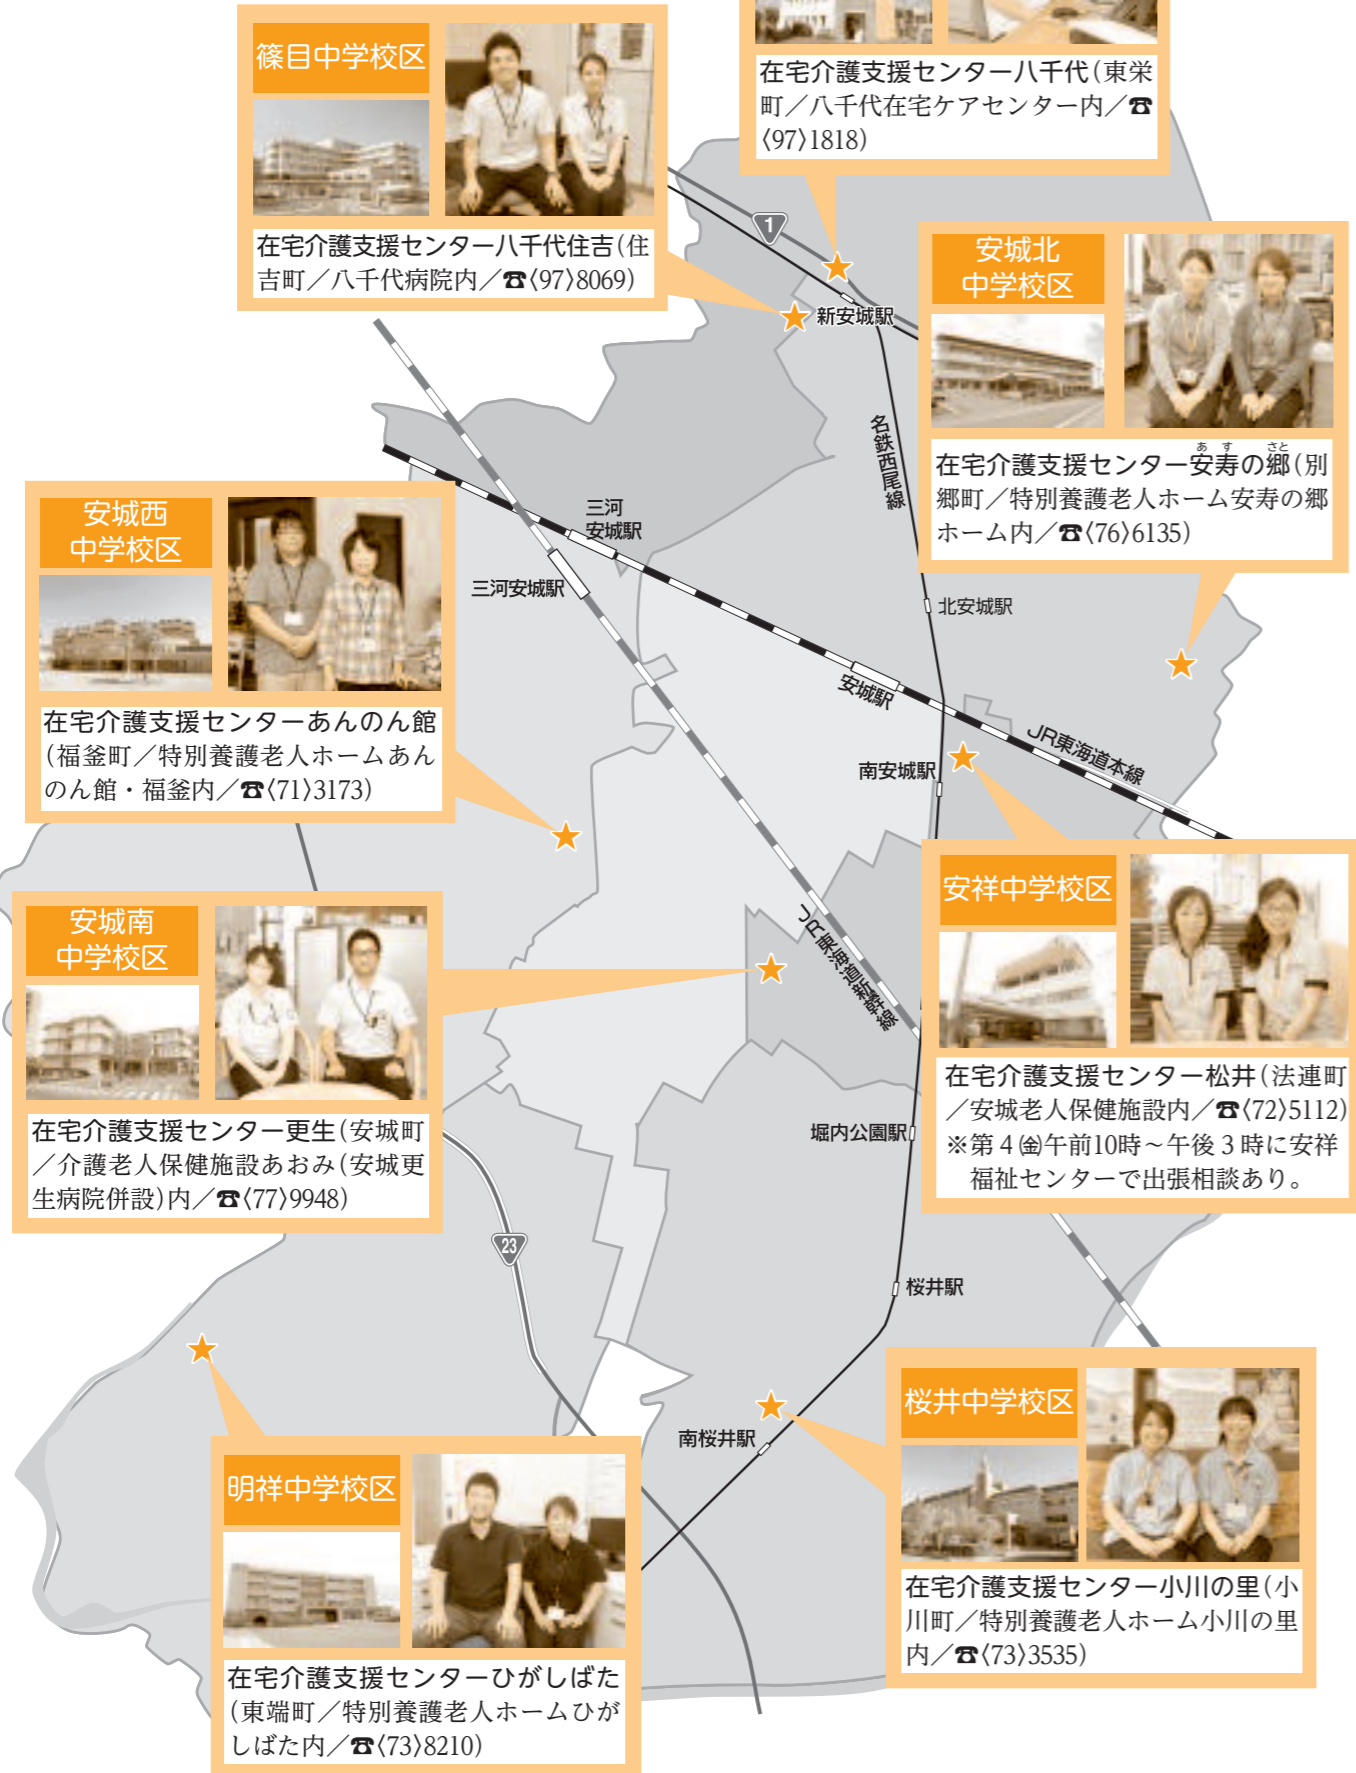 篠目中学校区
在宅介護支援センター八千代住吉(住
吉町／八千代病院内／☎〈97〉8069)
在宅介護支援センター八千代(東栄
町／八千代在宅ケアセンター内／☎
〈97〉1818)
1
新安城駅
安城北
中学校区
在宅介護支援センター安寿の郷(別
あす さと
郷町／特別養護老人ホーム安寿の郷
ホーム内／☎〈76〉6135)
名鉄西尾線
三河
安城駅
三河安城駅
北安城駅
安城駅
JR東海道本線
南安城駅
安城西
中学校区
在宅介護支援センターあんのん館
(福釜町／特別養護老人ホームあん
のん館・福釜内／☎〈71〉3173)
安城南
中学校区
在宅介護支援センター更生(安城町
／介護老人保健施設あおみ(安城更
生病院併設)内／☎〈77〉9948)
JR東海道新幹線
安祥中学校区
在宅介護支援センター松井(法連町
／安城老人保健施設内／☎〈72〉5112)
※第4㈮午前10時～午後3時に安祥
福祉センターで出張相談あり。
堀内公園駅
23
桜井駅
南桜井駅
桜井中学校区
在宅介護支援センター小川の里(小
川町／特別養護老人ホーム小川の里
内／☎〈73〉3535)
明祥中学校区
在宅介護支援センターひがしばた
(東端町／特別養護老人ホームひが
しばた内／☎〈73〉8210)